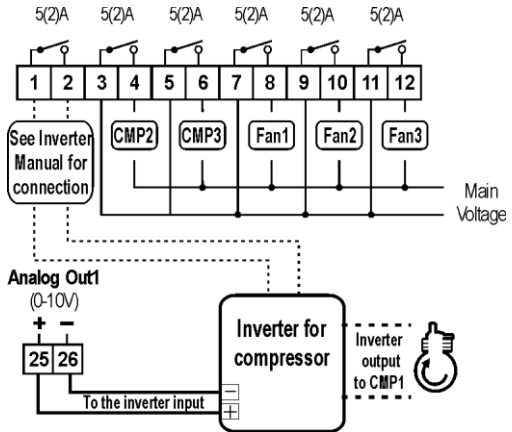 5(2)A 5(2)A 5(2)A 5(2)A 5(2)A 5(2)A
1 2 3 4 5 6 7 8 9 10 11 12
See Inverter
Manual for
connection
CMP2 CMP3 Fan1 Fan2 Fan3
Main
Voltage
Analog Out1
(0-10V)
+ −
25 26
Inverter for
compressor
Inverter
output
to CMP1
−
+
To the inverter input